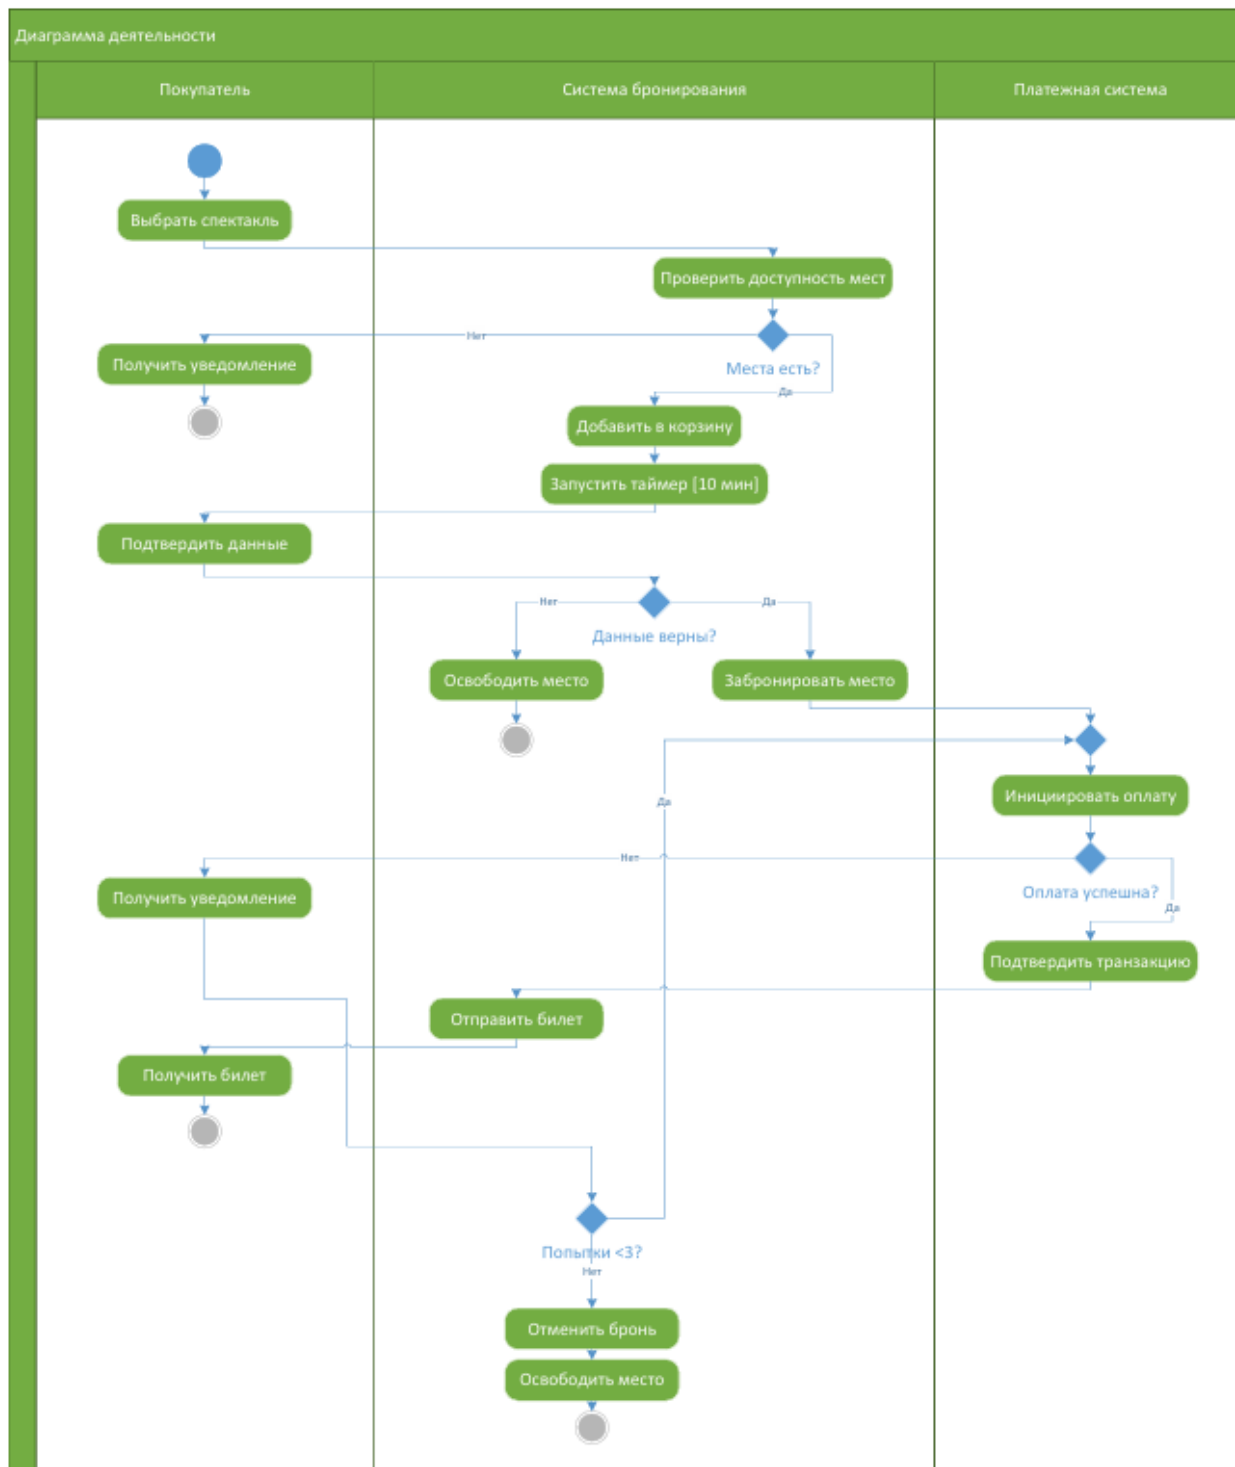 Диаграмма деятельности
Покупатель
Система бронирования
Платежная система
Выбрать спектакль
Проверить доступность мест
Нет
Получить уведомление
Места есть?
Да
Добавить в корзину
Запустить таймер [10 мин]
Подтвердить данные
Нет
Да
Данные верны?
Освободить место
Забронировать место
Инициировать оплату
Да
Нет
Получить уведомление
Оплата успешна?
Да
Подтвердить транзакцию
Отправить билет
Получить билет
Попытки <3?
Нет
Отменить бронь
Освободить место